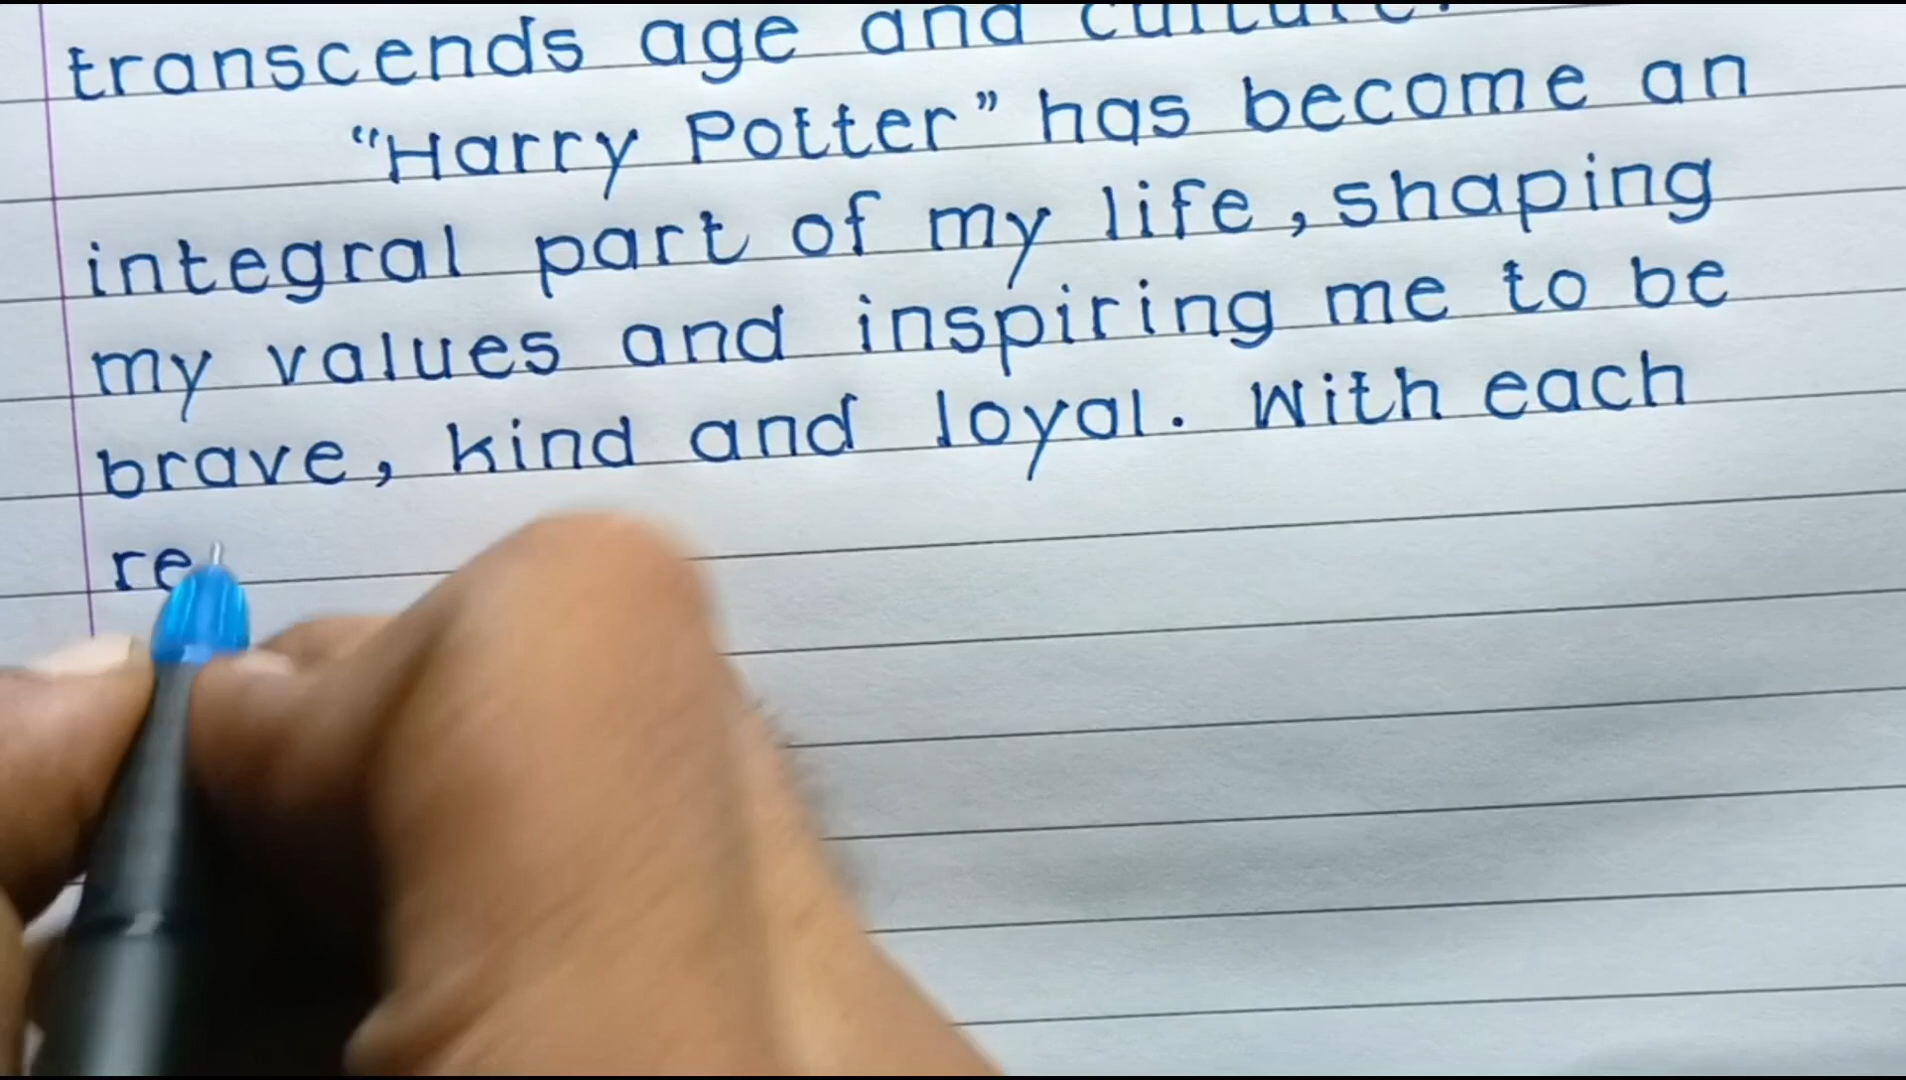 transcends age and culture.
“Harry Potter” has become an
integral part of my life, shaping
my values and inspiring me to be
brave, kind and loyal. With each
re